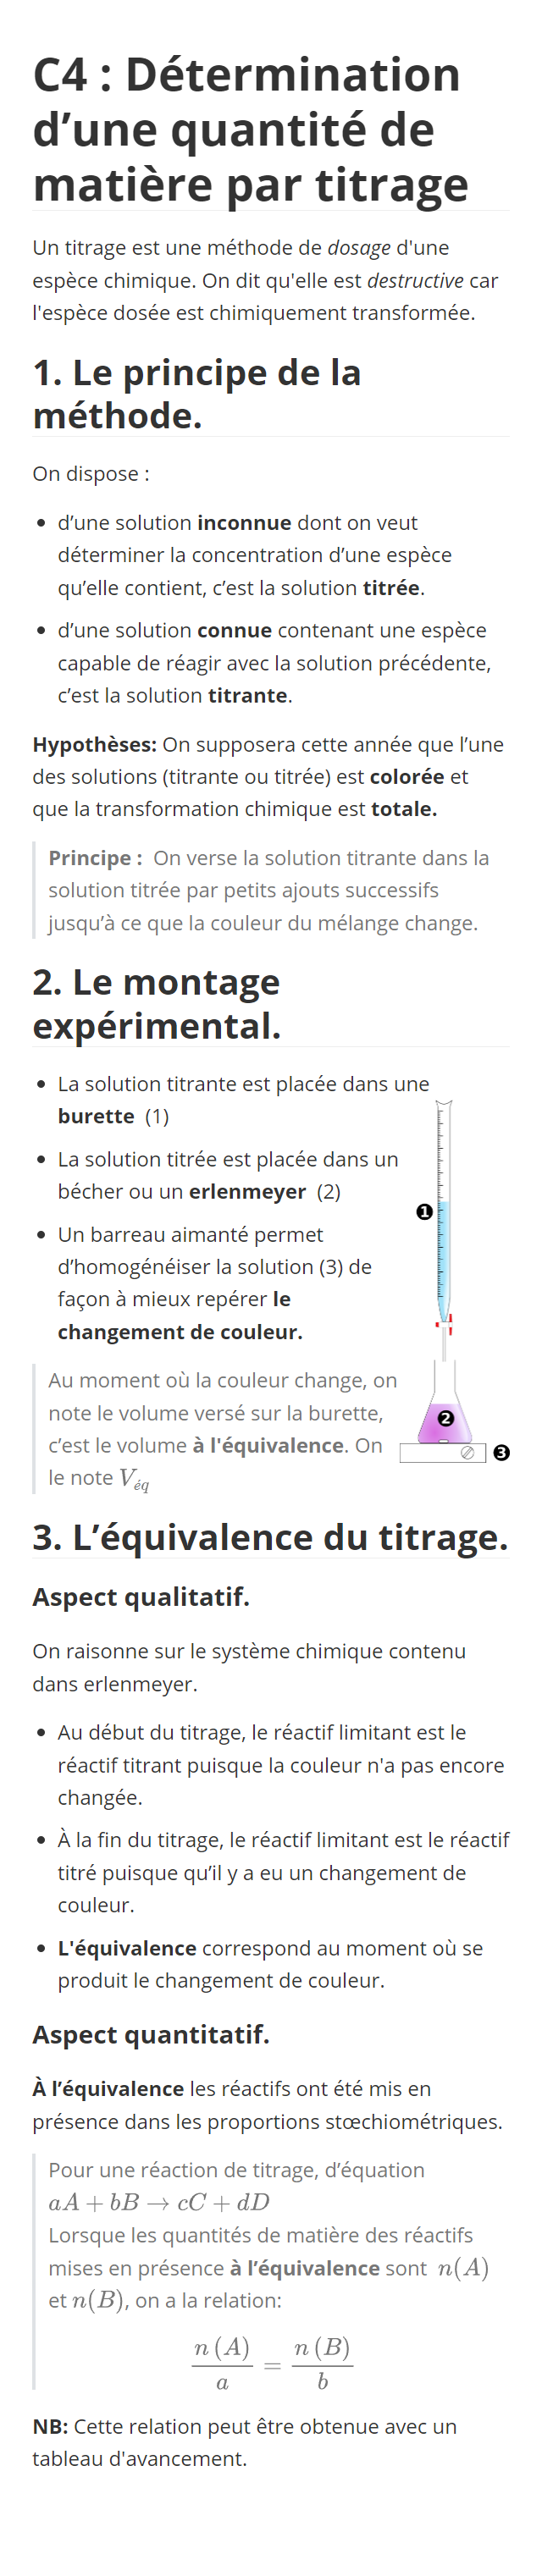 C4 : Détermination
d’une quantité de
matière par titrage
Un titrage est une méthode de dosage d'une
espèce chimique. On dit qu'elle est destructive car
l'espèce dosée est chimiquement transformée.
1. Le principe de la
méthode.
On dispose :
• d’une solution inconnue dont on veut
déterminer la concentration d’une espèce
qu’elle contient, c’est la solution titrée.
• d’une solution connue contenant une espèce
capable de réagir avec la solution précédente,
c’est la solution titrante.
Hypothèses: On supposera cette année que l’une
des solutions (titrante ou titrée) est colorée et
que la transformation chimique est totale.
Principe : On verse la solution titrante dans la
solution titrée par petits ajouts successifs
jusqu’à ce que la couleur du mélange change.
2. Le montage
expérimental.
• La solution titrante est placée dans une
burette (1)
• La solution titrée est placée dans un
bécher ou un erlenmeyer (2)
• Un barreau aimanté permet
d’homogénéiser la solution (3) de
façon à mieux repérer le
changement de couleur.
Au moment où la couleur change, on
note le volume versé sur la burette,
c’est le volume à l'équivalence. On
le note V_éq
1
2
3
3. L’équivalence du titrage.
Aspect qualitatif.
On raisonne sur le système chimique contenu
dans erlenmeyer.
• Au début du titrage, le réactif limitant est le
réactif titrant puisque la couleur n'a pas encore
changée.
• À la fin du titrage, le réactif limitant est le réactif
titré puisque qu’il y a eu un changement de
couleur.
• L'équivalence correspond au moment où se
produit le changement de couleur.
Aspect quantitatif.
À l’équivalence les réactifs ont été mis en
présence dans les proportions stœchiométriques.
Pour une réaction de titrage, d’équation
aA + bB → cC + dD
Lorsque les quantités de matière des réactifs
mises en présence à l’équivalence sont n(A)
et n(B), on a la relation:
n (A) / a = n (B) / b
NB: Cette relation peut être obtenue avec un
tableau d'avancement.